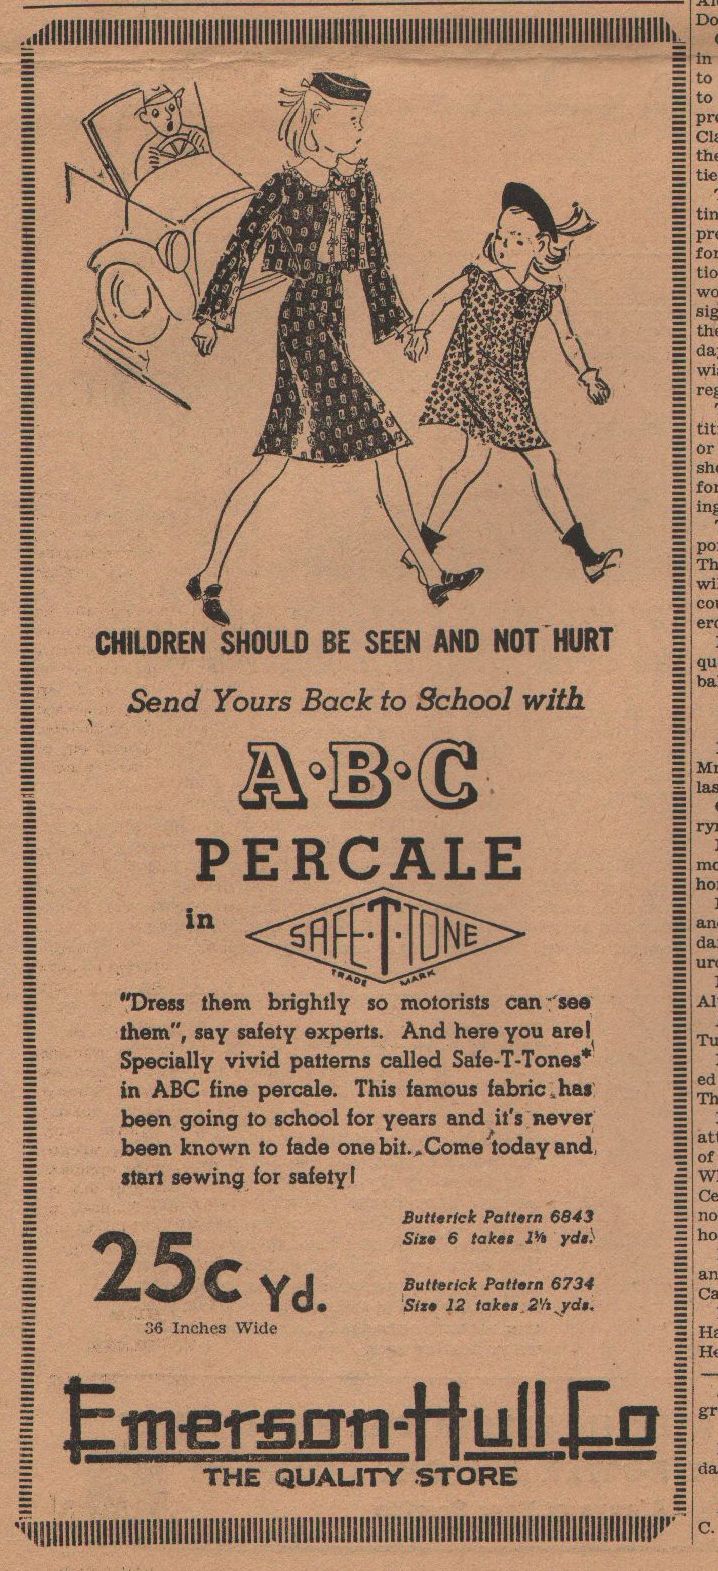 CHILDREN SHOULD BE SEEN AND NOT HURT
Send Yours Back to School with
A·B·C
PERCALE
in SAFE·T·TONE
TRADE MARK
"Dress them brightly so motorists can see
them", say safety experts. And here you are!
Specially vivid patterns called Safe-T-Tones*
in ABC fine percale. This famous fabric has
been going to school for years and it's never
been known to fade one bit. Come today and
start sewing for safety!
Butterick Pattern 6843
Size 6 takes 1⅝ yds.
25c Yd.
36 Inches Wide
Butterick Pattern 6734
Size 12 takes 2½ yds.
Emerson-Hull Co
THE QUALITY STORE